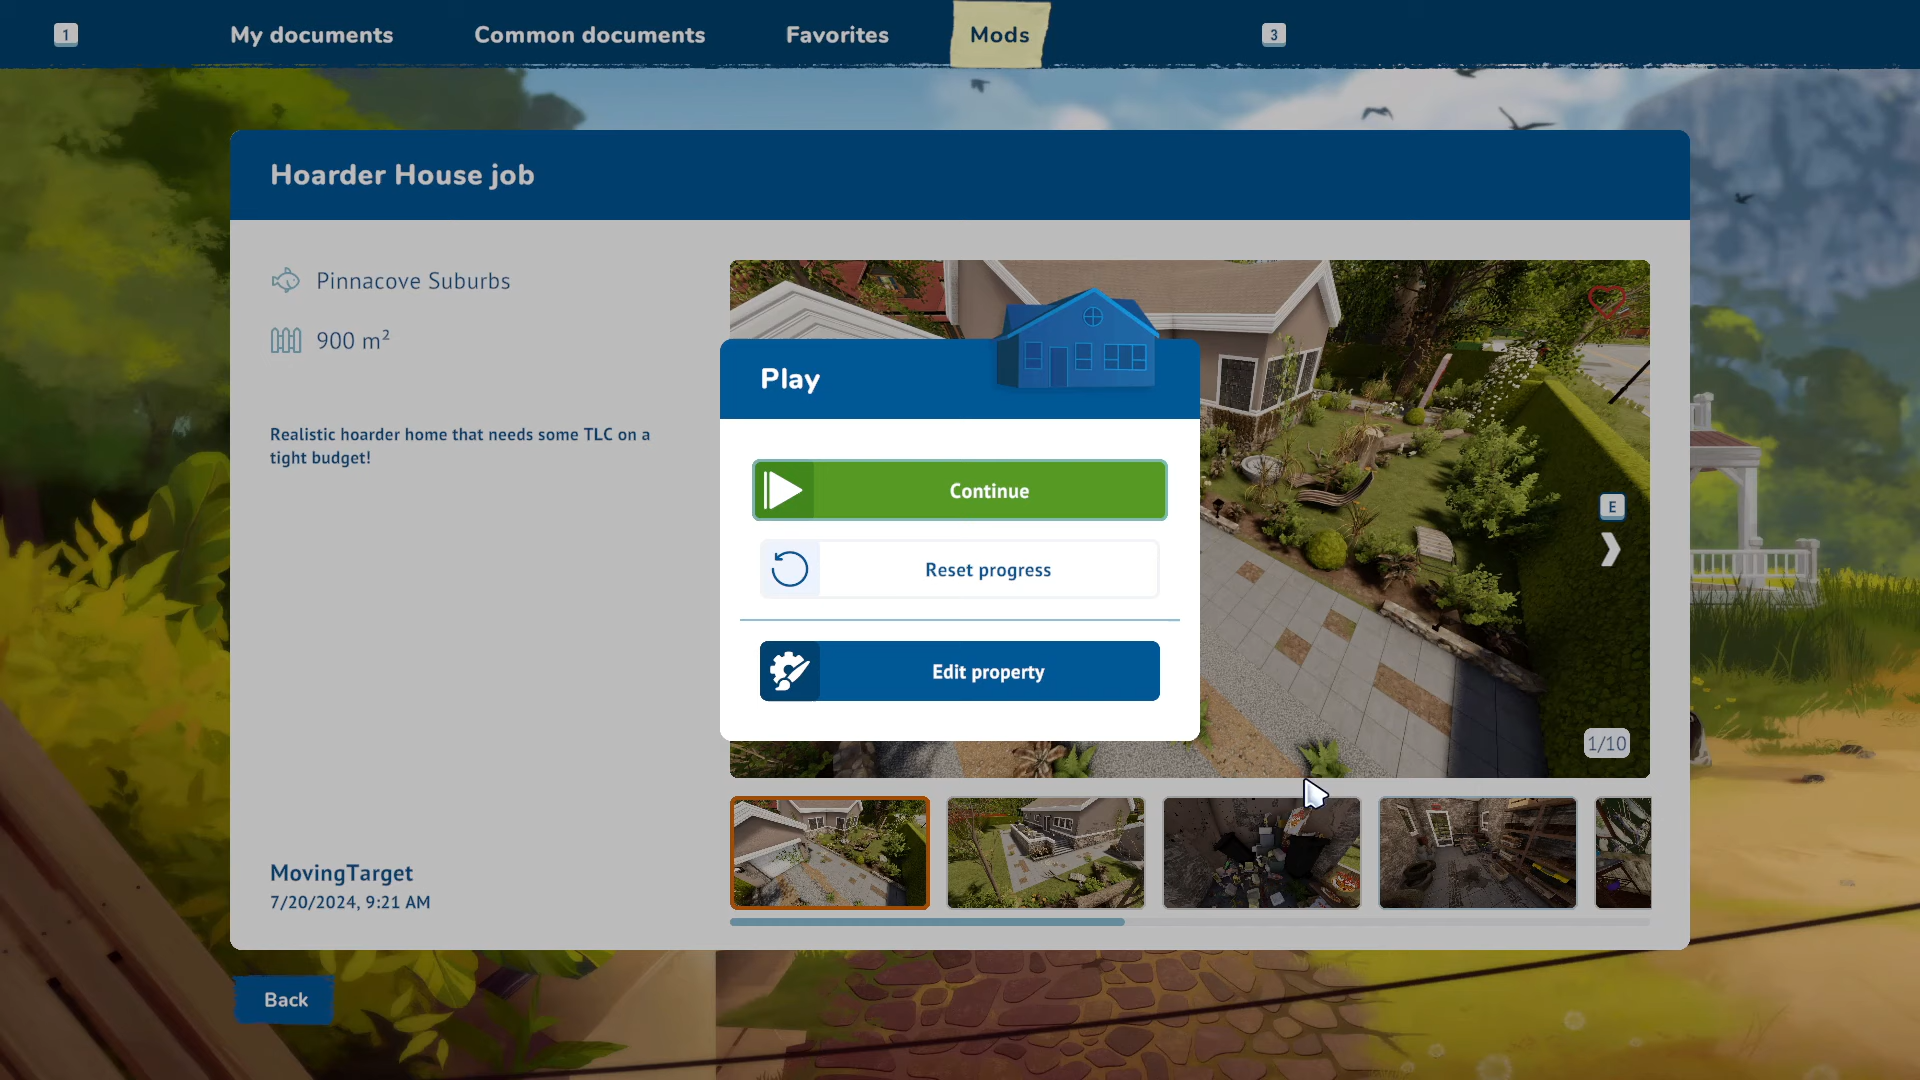 1
My documents
Common documents
Favorites
Mods
3
Hoarder House job
Pinnacove Suburbs
900 m²
Realistic hoarder home that needs some TLC on a
tight budget!
Play
Continue
Reset progress
Edit property
E
1/10
MovingTarget
7/20/2024, 9:21 AM
Back